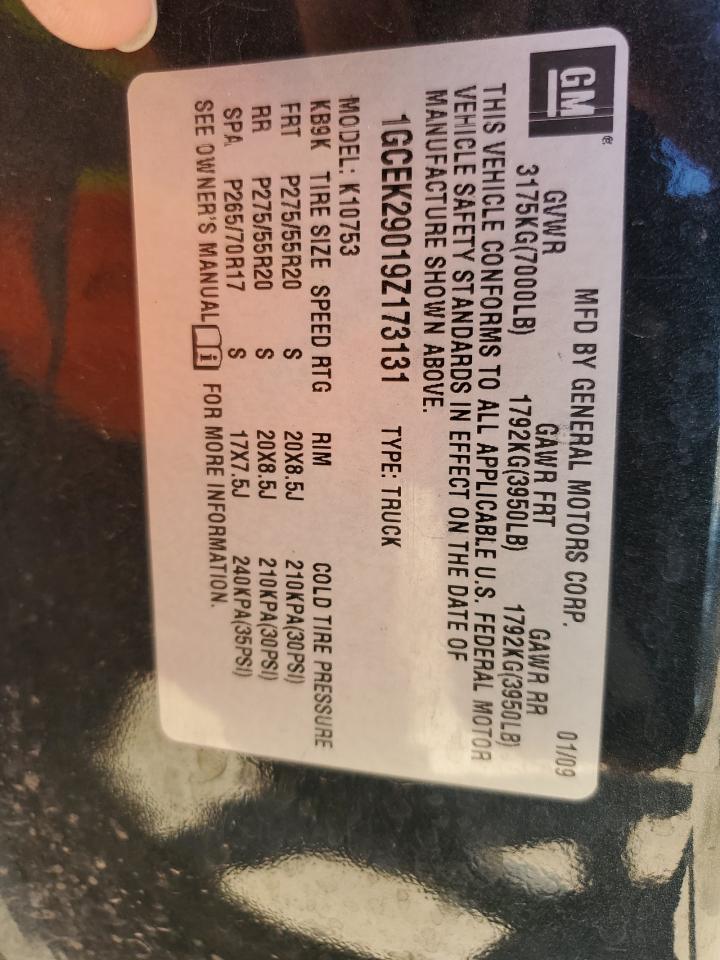 GM®
MFD BY GENERAL MOTORS CORP. 01/09
GVWR GAWR FRT GAWR RR
3175KG(7000LB) 1792KG(3950LB) 1792KG(3950LB)
THIS VEHICLE CONFORMS TO ALL APPLICABLE U.S. FEDERAL MOTOR
VEHICLE SAFETY STANDARDS IN EFFECT ON THE DATE OF
MANUFACTURE SHOWN ABOVE.
1GCEK29019Z173131 TYPE: TRUCK
MODEL: K10753
KB9K TIRE SIZE SPEED RTG RIM COLD TIRE PRESSURE
FRT P275/55R20 S 20X8.5J 210KPA(30PSI)
RR P275/55R20 S 20X8.5J 210KPA(30PSI)
SPA P265/70R17 S 17X7.5J 240KPA(35PSI)
SEE OWNER'S MANUAL i FOR MORE INFORMATION.